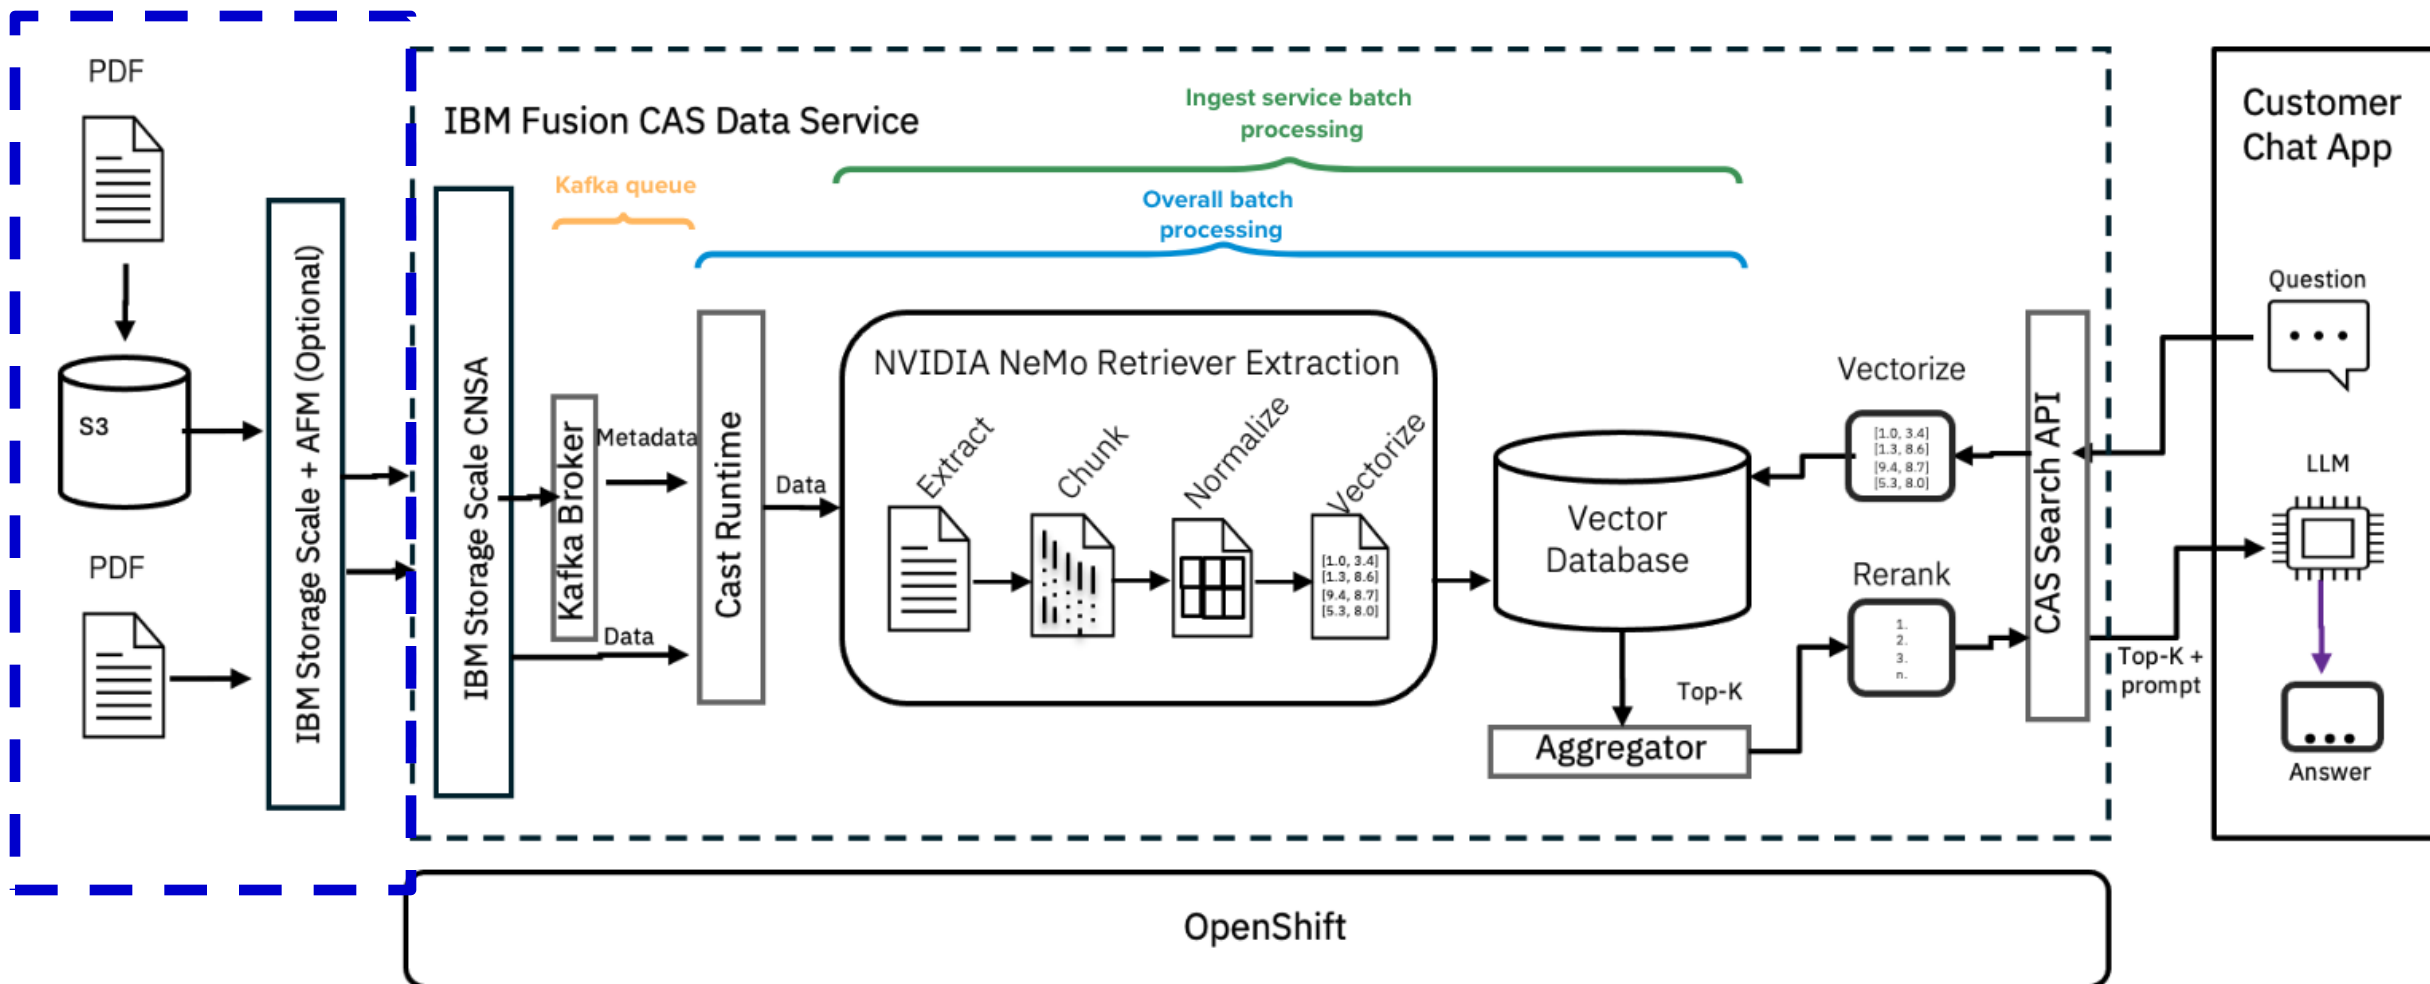 PDF
S3
PDF
IBM Storage Scale + AFM (Optional)
IBM Fusion CAS Data Service
IBM Storage Scale CNSA
Kafka queue
Kafka Broker
Metadata
Data
Ingest service batch
processing
Overall batch
processing
Cast Runtime
Data
NVIDIA NeMo Retriever Extraction
Extract
Chunk
Normalize
Vectorize
[1.0, 3.4]
[1.3, 8.6]
[9.4, 8.7]
[5.3, 8.0]
Vector
Database
Top-K
Aggregator
Vectorize
[1.0, 3.4]
[1.3, 8.6]
[9.4, 8.7]
[5.3, 8.0]
Rerank
1.
2.
3.
n.
CAS Search API
Top-K +
prompt
Customer
Chat App
Question
LLM
Answer
OpenShift